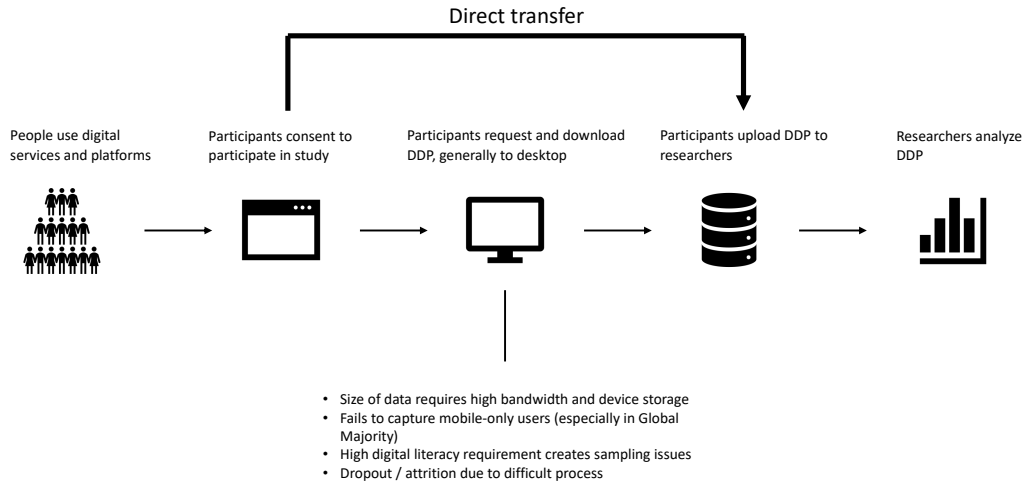 Direct transfer
People use digital
services and platforms
Participants consent to
participate in study
Participants request and download
DDP, generally to desktop
Participants upload DDP to
researchers
Researchers analyze
DDP
• Size of data requires high bandwidth and device storage
• Fails to capture mobile-only users (especially in Global
Majority)
• High digital literacy requirement creates sampling issues
• Dropout / attrition due to difficult process